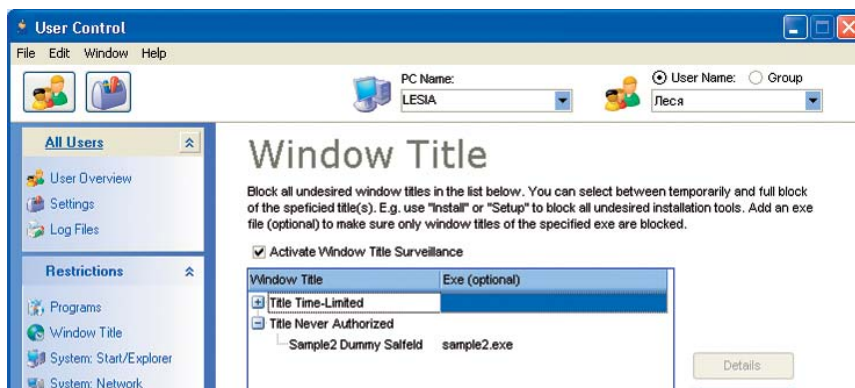 User Control
File Edit Window Help
PC Name:
LESIA
User Name:
Group
Леся
All Users
User Overview
Settings
Log Files
Restrictions
Programs
Window Title
System: Start/Explorer
System: Network
Window Title
Block all undesired window titles in the list below. You can select between temporarily and full block
of the speficied title(s). E.g. use "Install" or "Setup" to block all undesired installation tools. Add an exe
file (optional) to make sure only window titles of the specified exe are blocked.
Activate Window Title Surveillance
Window Title Exe (optional)
Title Time-Limited
Title Never Authorized
Sample2 Dummy Salfeld sample2.exe
Details